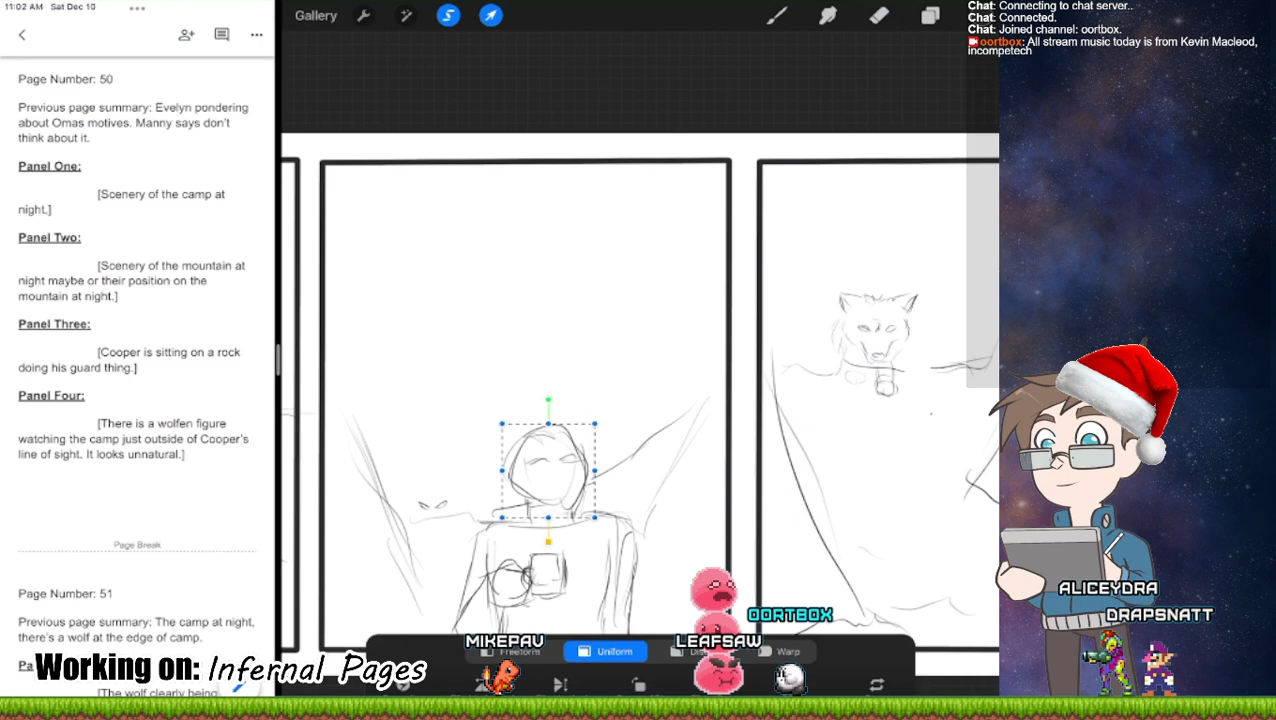 11:02 AM Sat Dec 10
Page Number: 50
Previous page summary: Evelyn pondering
about Omas motives. Manny says don't
think about it.
Panel One:
[Scenery of the camp at
night.]
Panel Two:
[Scenery of the mountain at
night maybe or their position on the
mountain at night.]
Panel Three:
[Cooper is sitting on a rock
doing his guard thing.]
Panel Four:
[There is a wolfen figure
watching the camp just outside of Cooper's
line of sight. It looks unnatural.]
Page Break
Page Number: 51
Previous page summary: The camp at night,
there's a wolf at the edge of camp.
[The wolf clearly being
Working on: Infernal Pages
Gallery
Freeform
Uniform
Warp
Chat: Connecting to chat server..
Chat: Connected.
Chat: Joined channel: oortbox.
oortbox: All stream music today is from Kevin Macleod,
incompetech
ALICEYDRA
DRAPSNATT
OORTBOX
MIKEPAV
LEAFSAW